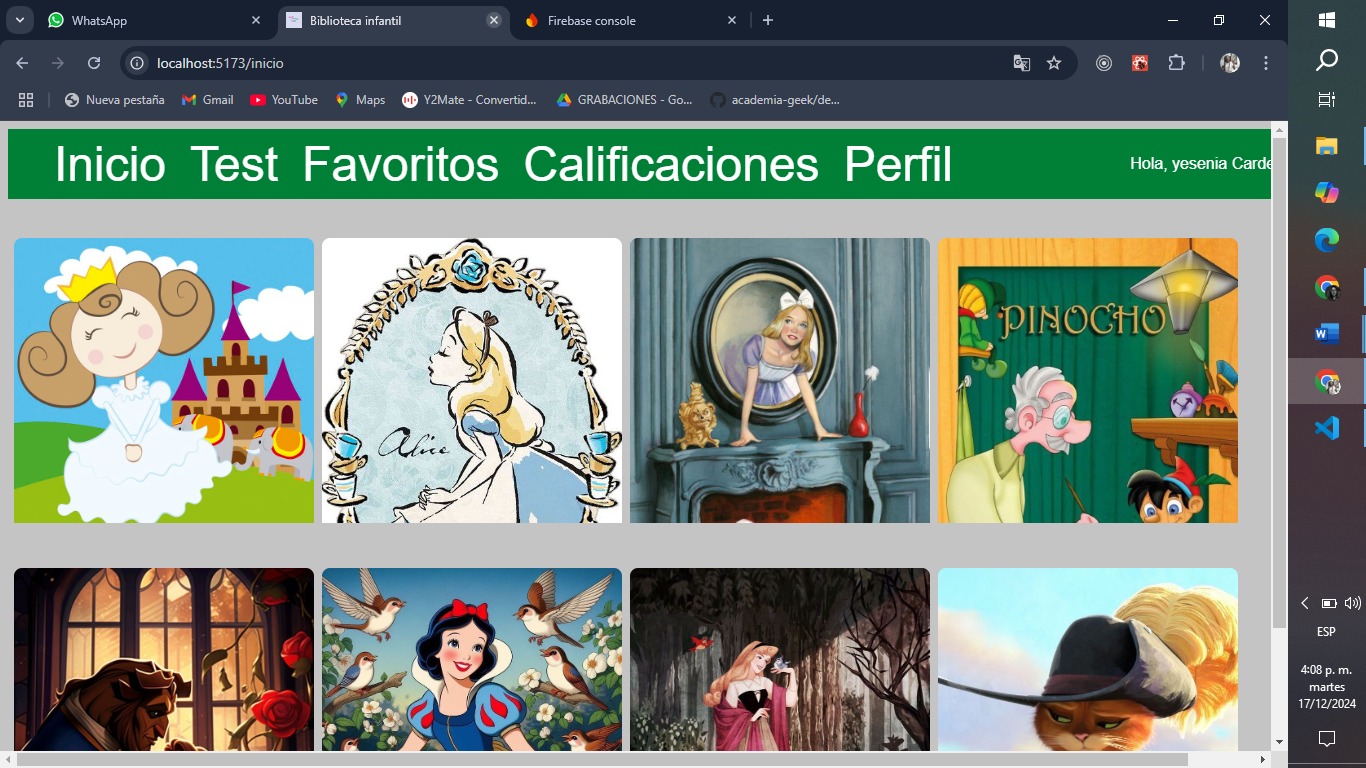 WhatsApp
Biblioteca infantil
Firebase console
localhost:5173/inicio
Nueva pestaña
Gmail
YouTube
Maps
Y2Mate - Convertid...
GRABACIONES - Go...
academia-geek/de...
Inicio Test Favoritos Calificaciones Perfil
Hola, yesenia Carde
Alice
PINOCHO
ESP
4:08 p. m.
martes
17/12/2024